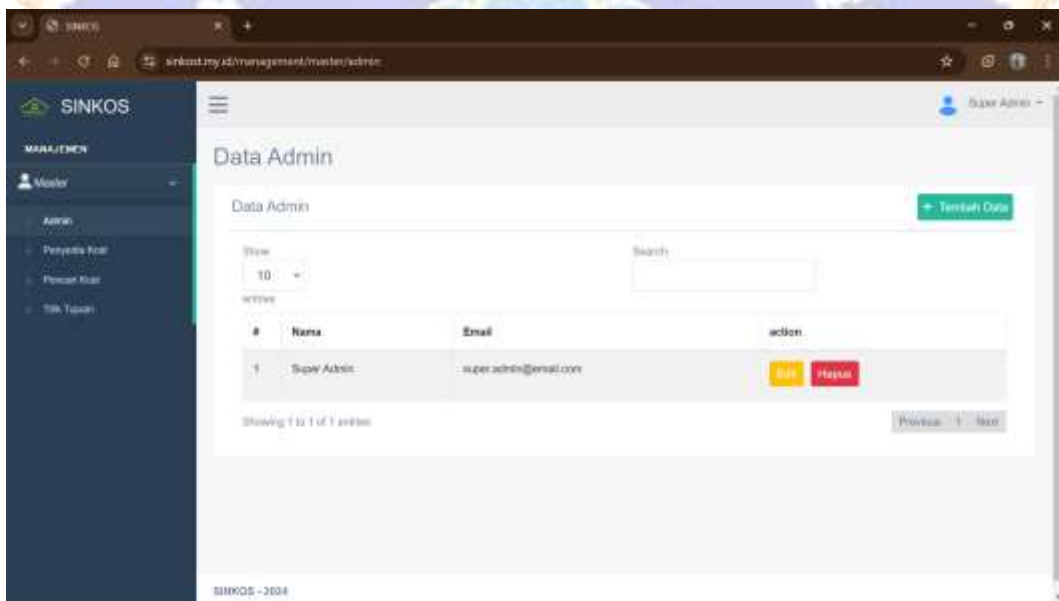 SINKOS
sinkost.my.id/management/master/admin
SINKOS
Super Admin
MANAJEMEN
Master
Admin
Penyedia Kost
Pencari Kost
Titik Tujuan
Data Admin
Data Admin
+ Tambah Data
Show
10
entries
Search:
# Nama Email action
1 Super Admin super.admin@email.com Edit Hapus
Showing 1 to 1 of 1 entries
Previous 1 Next
SINKOS - 2024